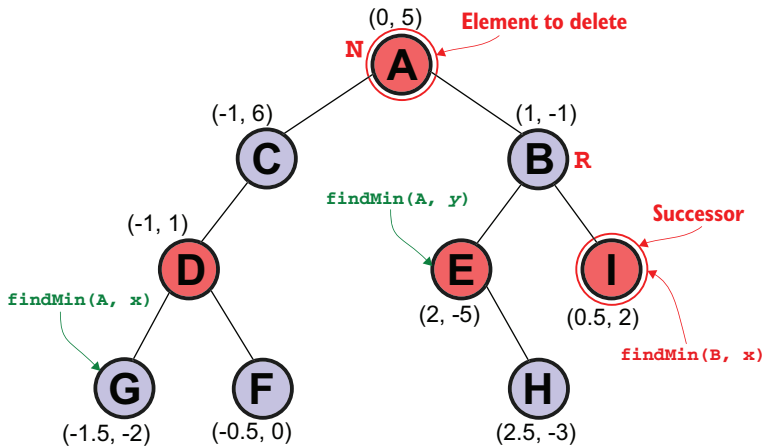 (0, 5)
Element to delete
N
A
(-1, 6)
C
(1, -1)
B
R
findMin(A, y)
Successor
(-1, 1)
D
E
I
findMin(A, x)
(2, -5)
(0.5, 2)
findMin(B, x)
G
F
H
(-1.5, -2)
(-0.5, 0)
(2.5, -3)